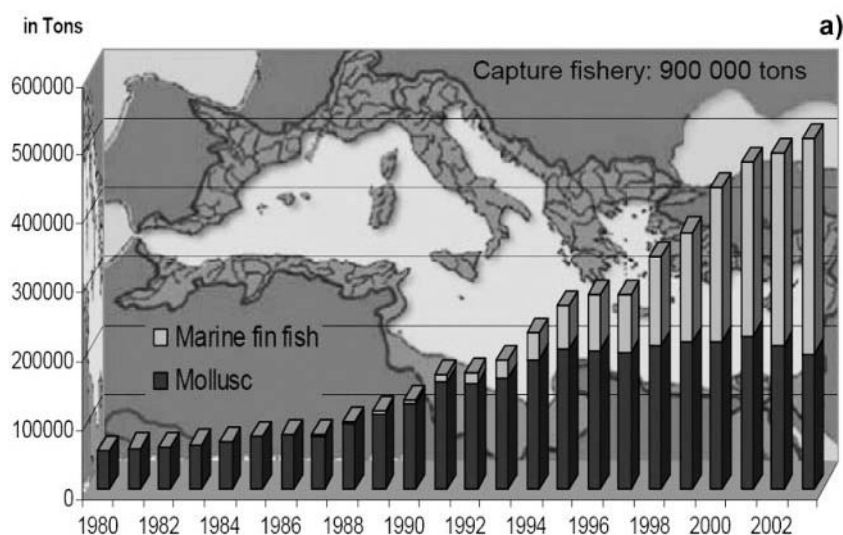 in Tons
a)
Capture fishery: 900 000 tons
600000
500000
400000
300000
200000
100000
0
Marine fin fish
Mollusc
1980 1982 1984 1986 1988 1990 1992 1994 1996 1998 2000 2002